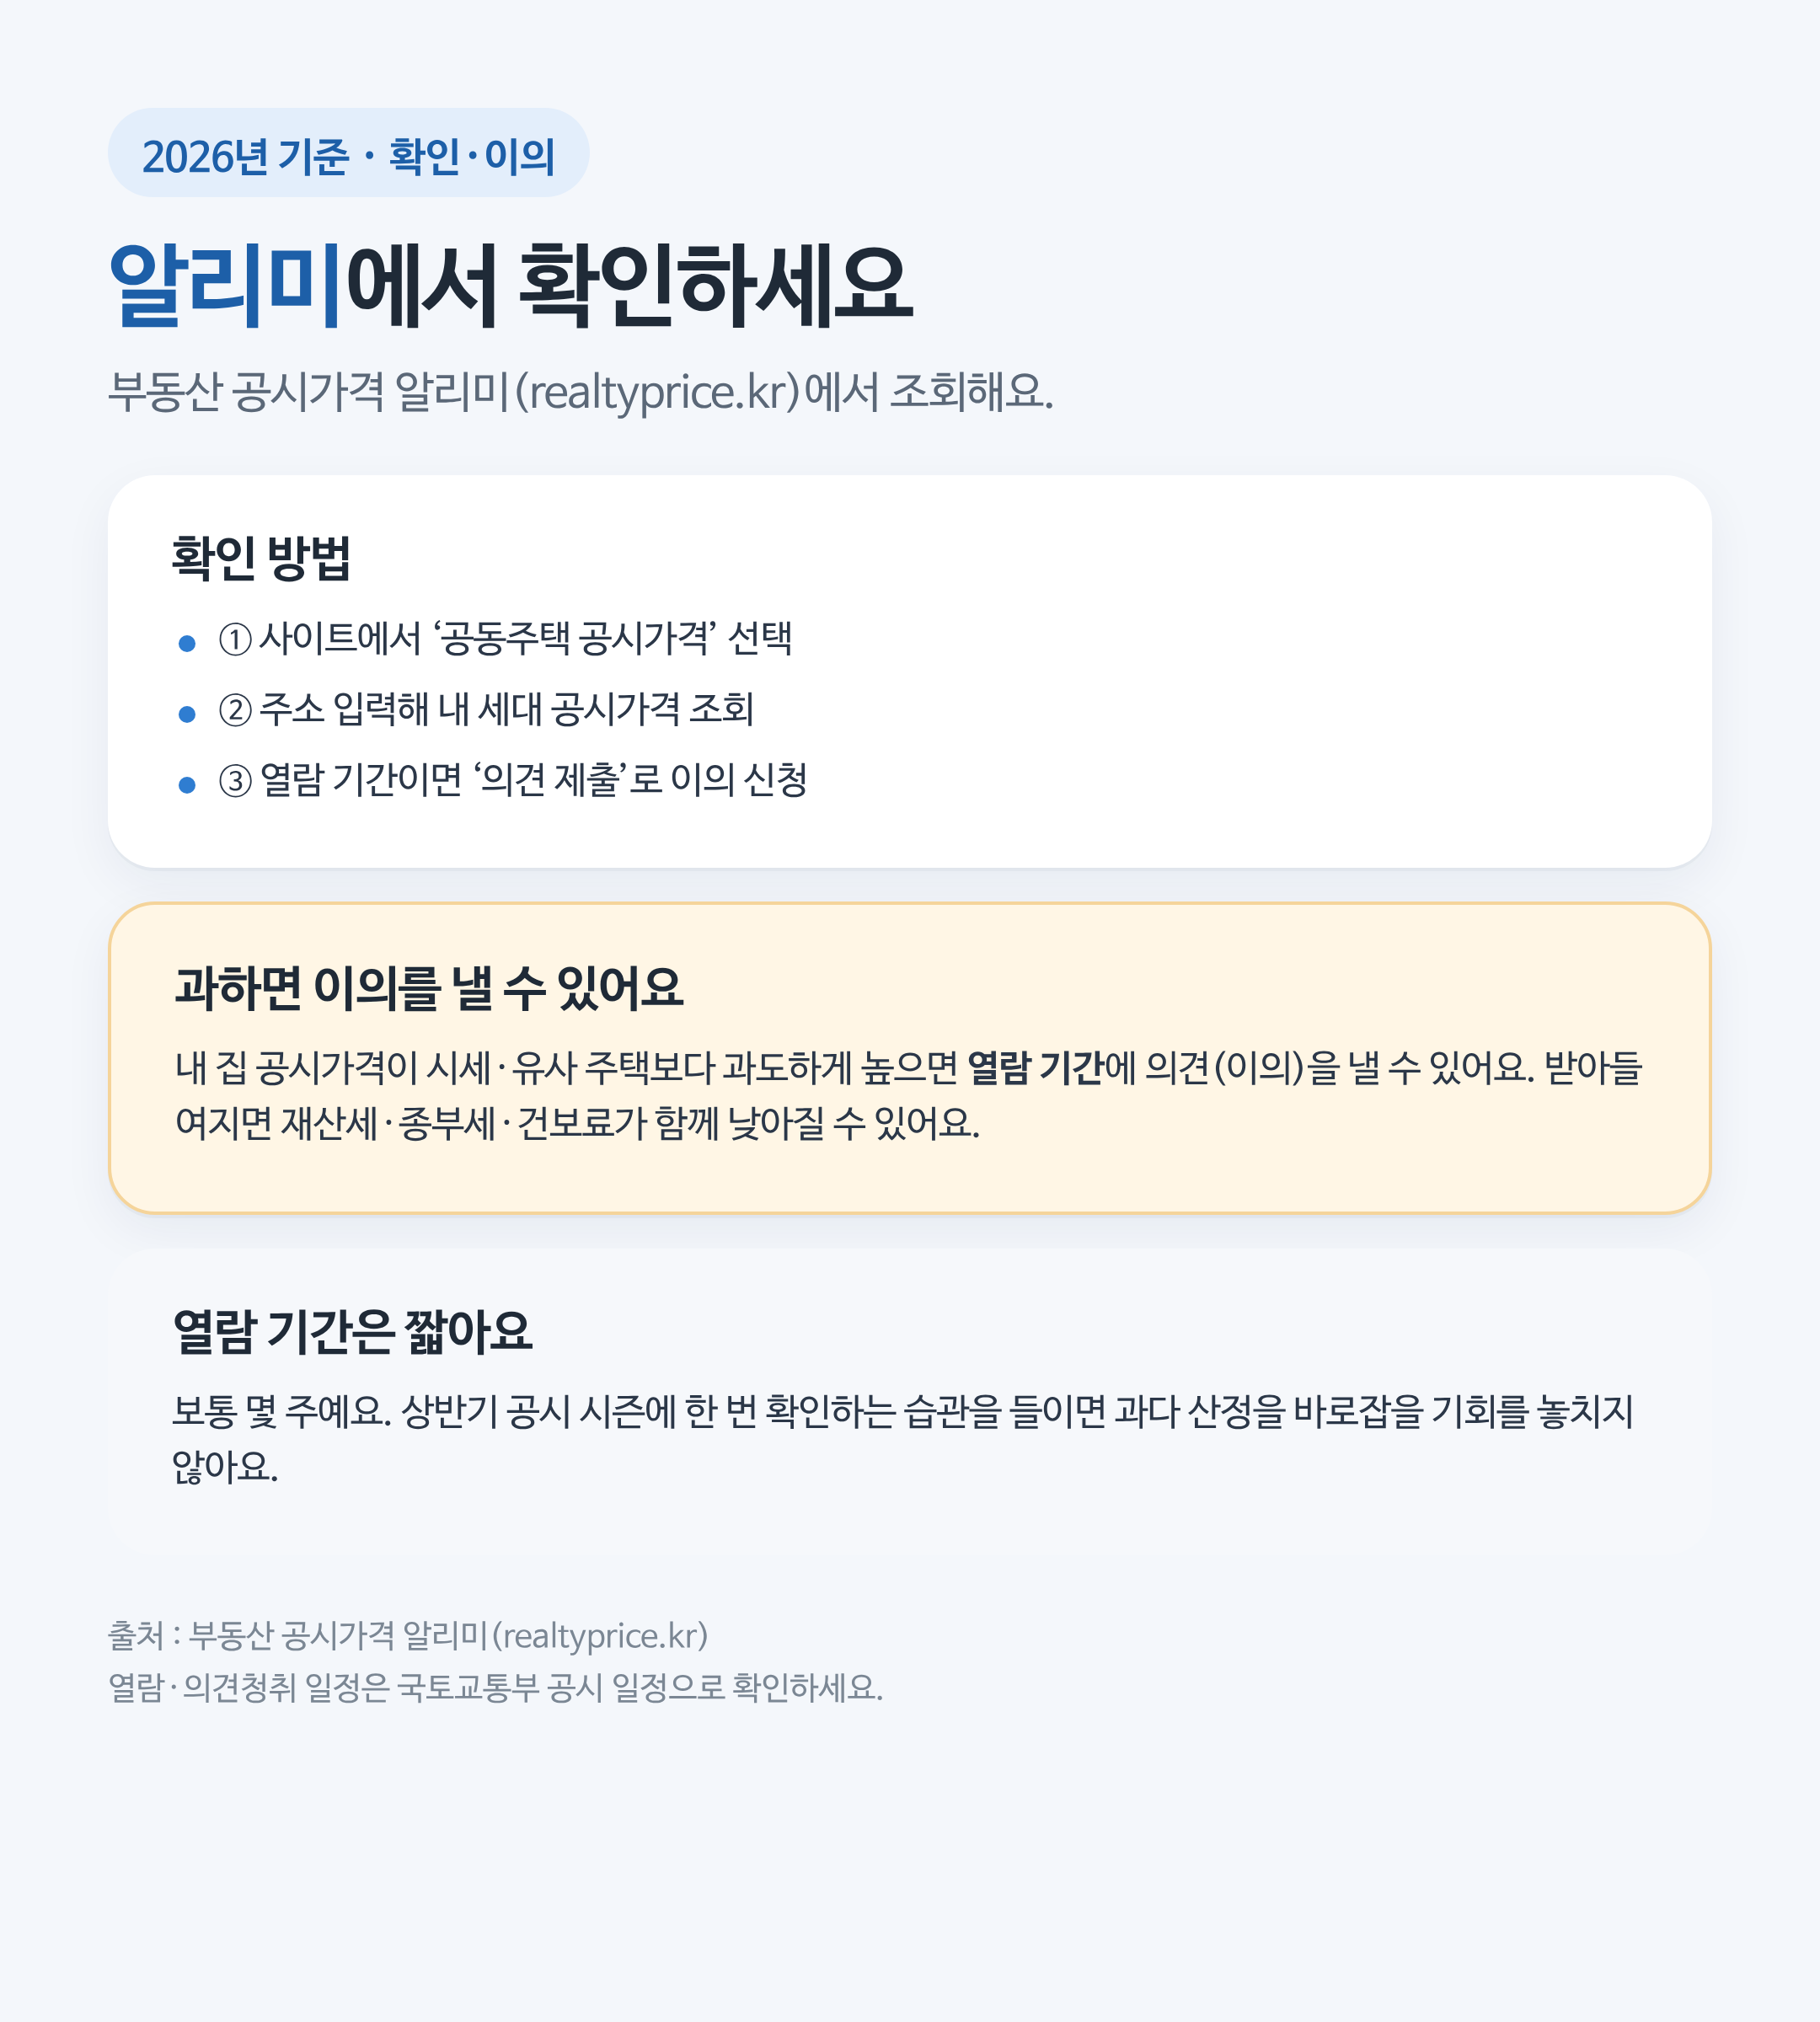 2026년 기준 · 확인·이의
알리미에서 확인하세요
부동산 공시가격 알리미(realtyprice.kr)에서 조회해요.
확인 방법
● ① 사이트에서 ‘공동주택 공시가격’ 선택
● ② 주소 입력해 내 세대 공시가격 조회
● ③ 열람 기간이면 ‘의견 제출’로 이의 신청
과하면 이의를 낼 수 있어요
내 집 공시가격이 시세·유사 주택보다 과도하게 높으면 열람 기간에 의견(이의)을 낼 수 있어요. 받아들
여지면 재산세·종부세·건보료가 함께 낮아질 수 있어요.
열람 기간은 짧아요
보통 몇 주예요. 상반기 공시 시즌에 한 번 확인하는 습관을 들이면 과다 산정을 바로잡을 기회를 놓치지
않아요.
출처 : 부동산 공시가격 알리미(realtyprice.kr)
열람·의견청취 일정은 국토교통부 공시 일정으로 확인하세요.